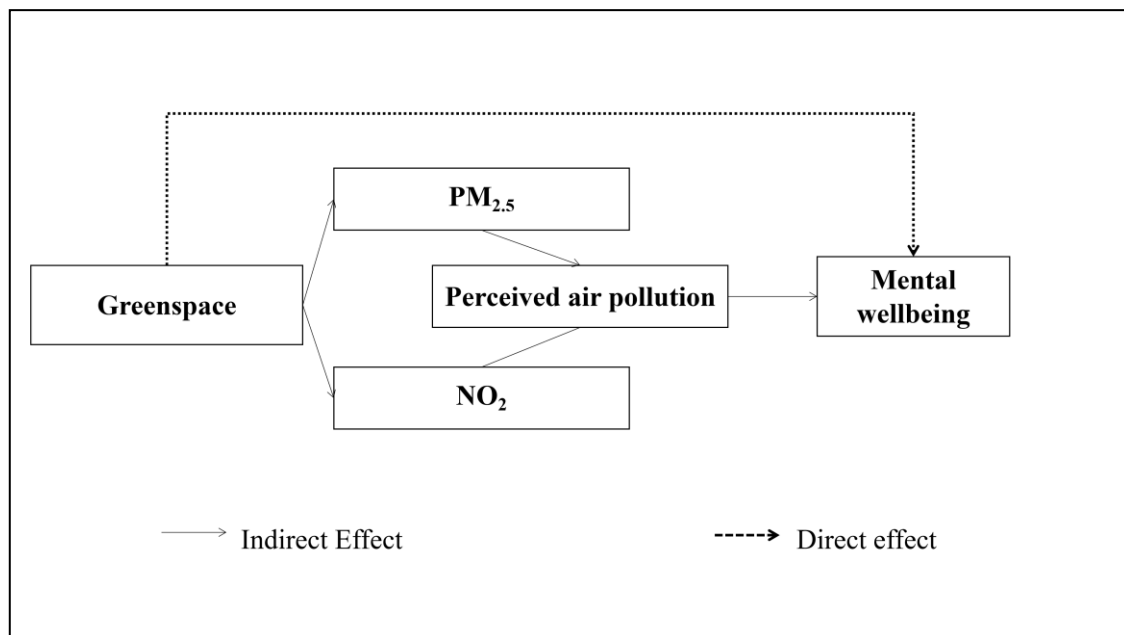 PM₂.₅
Greenspace
Perceived air pollution
Mental
wellbeing
NO₂
Indirect Effect
Direct effect